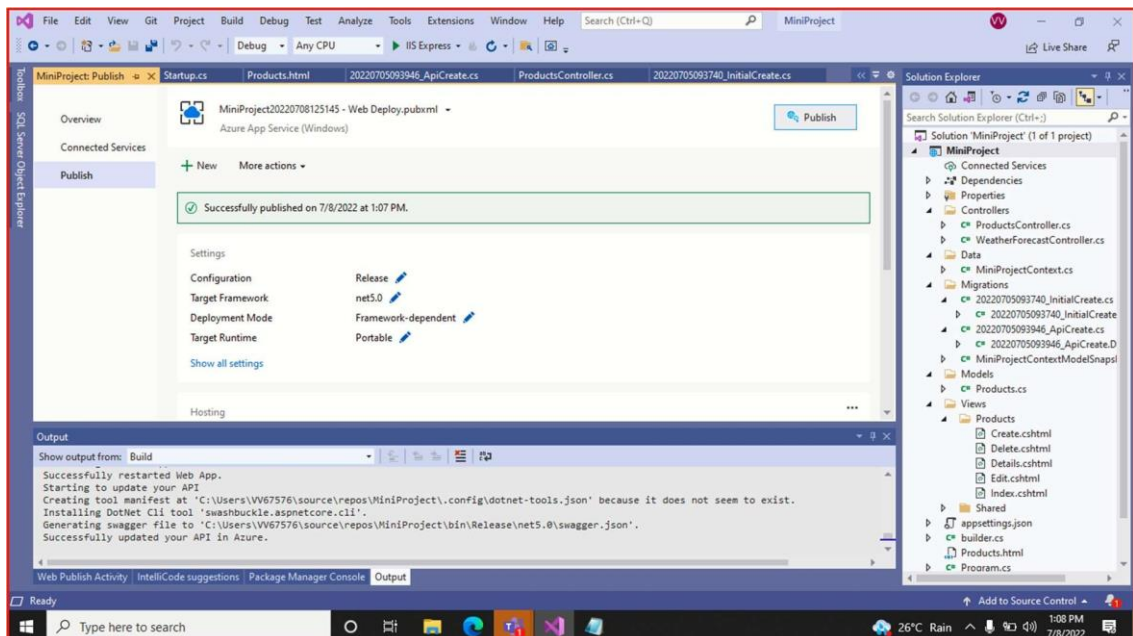 File Edit View Git Project Build Debug Test Analyze Tools Extensions Window Help Search (Ctrl+Q) MiniProject VV
Debug Any CPU IIS Express Live Share
Toolbox
SQL Server Object Explorer
MiniProject: Publish Startup.cs Products.html 20220705093946_ApiCreate.cs ProductsController.cs 20220705093740_InitialCreate.cs
Overview
Connected Services
Publish
MiniProject20220708125145 - Web Deploy.pubxml
Azure App Service (Windows)
Publish
New More actions
Successfully published on 7/8/2022 at 1:07 PM.
Settings
Configuration Release
Target Framework net5.0
Deployment Mode Framework-dependent
Target Runtime Portable
Show all settings
Hosting
Output
Show output from: Build
Successfully restarted Web App.
Starting to update your API
Creating tool manifest at 'C:\Users\VV67576\source\repos\MiniProject\.config\dotnet-tools.json' because it does not seem to exist.
Installing DotNet Cli tool 'swashbuckle.aspnetcore.cli'.
Generating swagger file to 'C:\Users\VV67576\source\repos\MiniProject\bin\Release\net5.0\swagger.json'.
Successfully updated your API in Azure.
Web Publish Activity IntelliCode suggestions Package Manager Console Output
Solution Explorer
Search Solution Explorer (Ctrl+;)
Solution 'MiniProject' (1 of 1 project)
MiniProject
Connected Services
Dependencies
Properties
Controllers
C# ProductsController.cs
C# WeatherForecastController.cs
Data
C# MiniProjectContext.cs
Migrations
C# 20220705093740_InitialCreate.cs
C# 20220705093740_InitialCreate
C# 20220705093946_ApiCreate.cs
C# 20220705093946_ApiCreate.D
C# MiniProjectContextModelSnapsl
Models
C# Products.cs
Views
Products
Create.cshtml
Delete.cshtml
Details.cshtml
Edit.cshtml
Index.cshtml
Shared
appsettings.json
C# builder.cs
Products.html
C# Program.cs
Ready Add to Source Control 1
Type here to search 26°C Rain 1:08 PM
7/8/2022